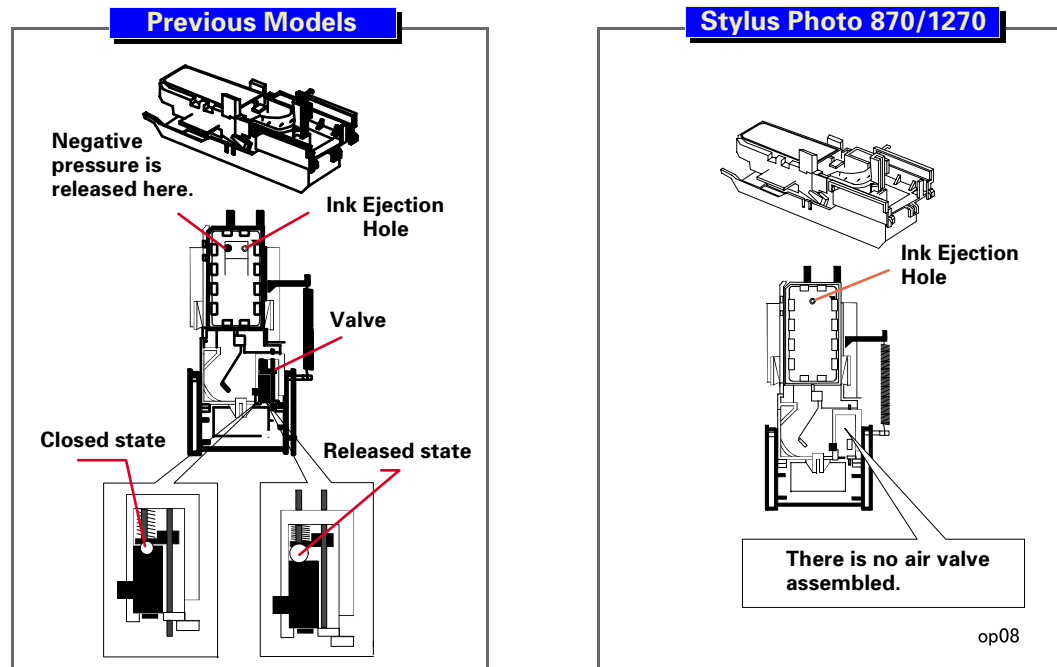 Previous Models
Negative
pressure is
released here.
Ink Ejection
Hole
Valve
Closed state
Released state
Stylus Photo 870/1270
Ink Ejection
Hole
There is no air valve
assembled.
op08